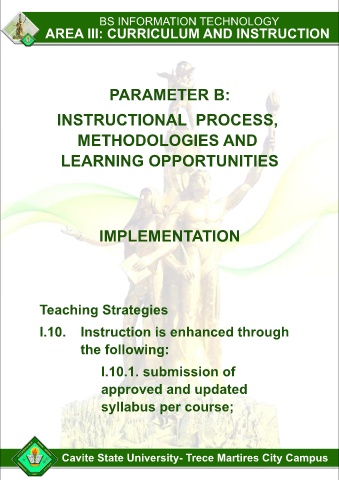 BS INFORMATION TECHNOLOGY
AREA III: CURRICULUM AND INSTRUCTION
PARAMETER B:
INSTRUCTIONAL PROCESS,
METHODOLOGIES AND
LEARNING OPPORTUNITIES
IMPLEMENTATION
Teaching Strategies
I.10. Instruction is enhanced through
the following:
I.10.1. submission of
approved and updated
syllabus per course;
Cavite State University- Trece Martires City Campus